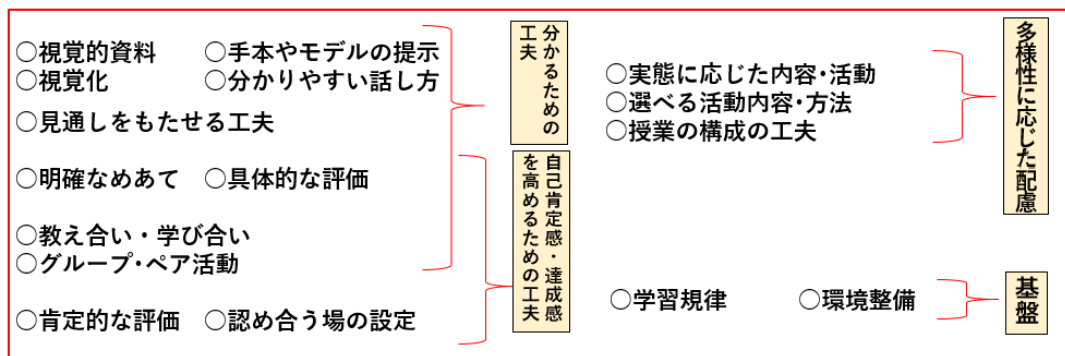 ○視覚的資料　○手本やモデルの提示
○視覚化　○分かりやすい話し方
○見通しをもたせる工夫
○明確なめあて　○具体的な評価
○教え合い・学び合い
○グループ・ペア活動
○肯定的な評価　○認め合う場の設定
分かるための
工夫
自己肯定感・達成感
を高めるための工夫
○実態に応じた内容・活動
○選べる活動内容・方法
○授業の構成の工夫
多様性に応じた配慮
○学習規律　○環境整備
基盤